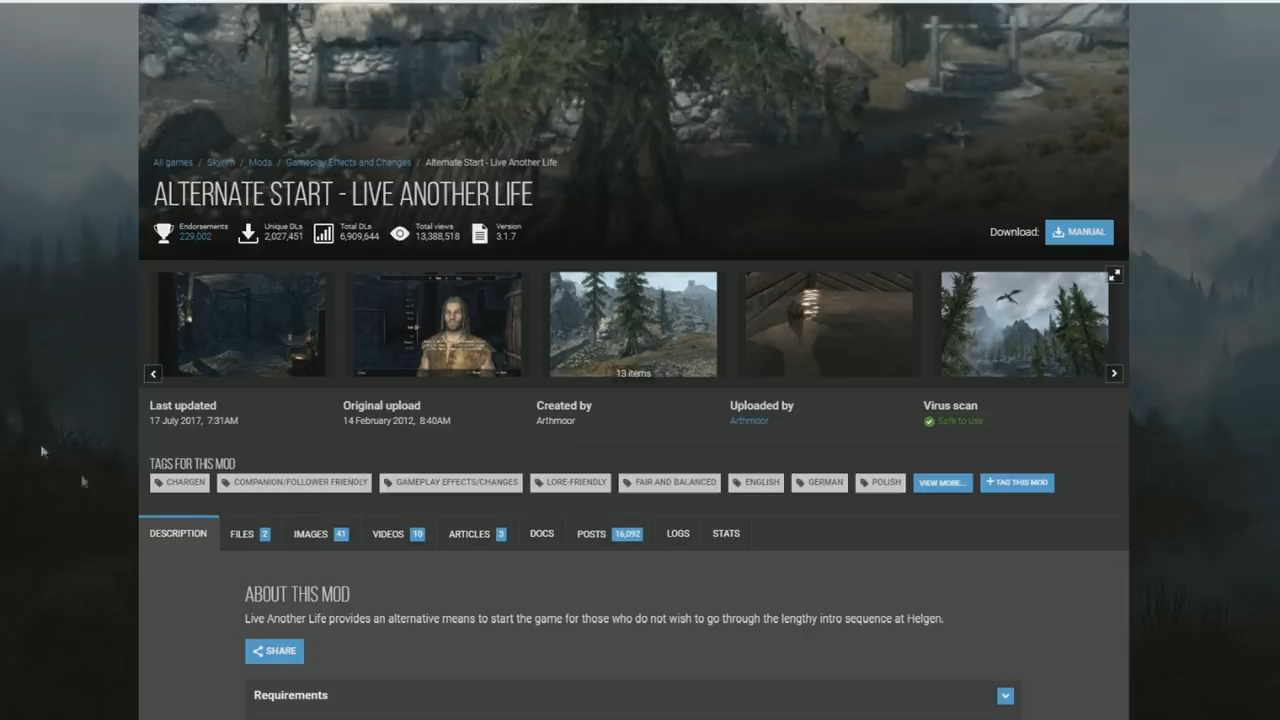 All games / Skyrim / Mods / Gameplay Effects and Changes / Alternate Start - Live Another Life
ALTERNATE START - LIVE ANOTHER LIFE
Endorsements
229,002
Unique DLs
2,027,451
Total DLs
6,909,644
Total views
13,388,518
Version
3.1.7
Download:
MANUAL
13 items
Last updated
17 July 2017, 7:31AM
Original upload
14 February 2012, 8:40AM
Created by
Arthmoor
Uploaded by
Arthmoor
Virus scan
Safe to use
TAGS FOR THIS MOD
CHARGEN
COMPANION/FOLLOWER FRIENDLY
GAMEPLAY EFFECTS/CHANGES
LORE-FRIENDLY
FAIR AND BALANCED
ENGLISH
GERMAN
POLISH
VIEW MORE...
+ TAG THIS MOD
DESCRIPTION
FILES 2
IMAGES 41
VIDEOS 10
ARTICLES 3
DOCS
POSTS 16,092
LOGS
STATS
ABOUT THIS MOD
Live Another Life provides an alternative means to start the game for those who do not wish to go through the lengthy intro sequence at Helgen.
SHARE
Requirements